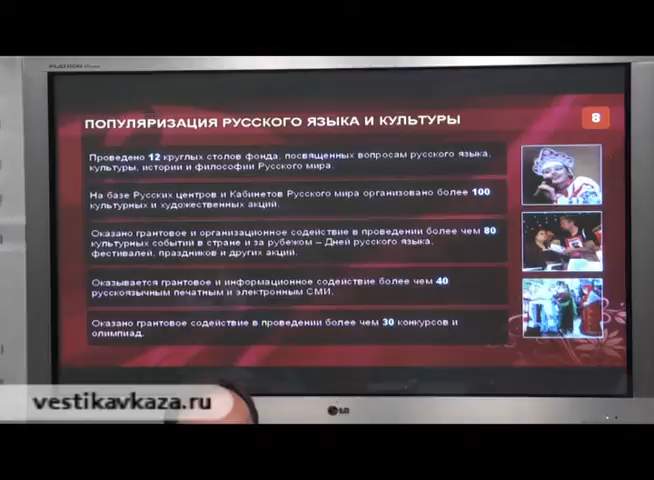 FLATRON
ПОПУЛЯРИЗАЦИЯ РУССКОГО ЯЗЫКА И КУЛЬТУРЫ
8
Проведено 12 круглых столов фонда, посвященных вопросам русского языка,
культуры, истории и философии Русского мира.
На базе Русских центров и Кабинетов Русского мира организовано более 100
культурных и художественных акций.
Оказано грантовое и организационное содействие в проведении более чем 80
культурных событий в стране и за рубежом – Дней русского языка,
фестивалей, праздников и других акций.
Оказывается грантовое и информационное содействие более чем 40
русскоязычным печатным и электронным СМИ.
Оказано грантовое содействие в проведении более чем 30 конкурсов и
олимпиад.
vestikavkaza.ru
LG